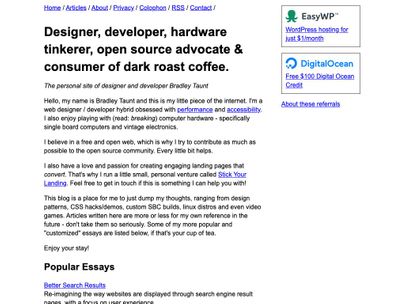 Home / Articles / About / Privacy / Colophon / RSS / Contact /
Designer, developer, hardware
tinkerer, open source advocate &
consumer of dark roast coffee.
The personal site of designer and developer Bradley Taunt
Hello, my name is Bradley Taunt and this is my little piece of the internet. I'm a
web designer / developer hybrid obsessed with performance and accessibility.
I also enjoy playing with (read: breaking) computer hardware - specifically
single board computers and vintage electronics.
I believe in a free and open web, which is why I try to contribute as much as
possible to the open source community. Every little bit helps.
I also have a love and passion for creating engaging landing pages that
convert. That's why I run a little small, personal venture called Stick Your
Landing. Feel free to get in touch if this is something I can help you with!
This blog is a place for me to just dump my thoughts, ranging from design
patterns, CSS hacks/demos, custom SBC builds, linux distros and even video
games. Articles written here are more or less for my own reference in the
future - don't take them so seriously. Some of my more popular and
"customized" essays are listed below, if that's your cup of tea.
Enjoy your stay!
Popular Essays
Better Search Results
Re-imagining the way websites are displayed through search engine result
pages, with a focus on user experience
EasyWP™
WordPress hosting for
just $1/month
DigitalOcean
Free $100 Digital Ocean
Credit
About these referrals